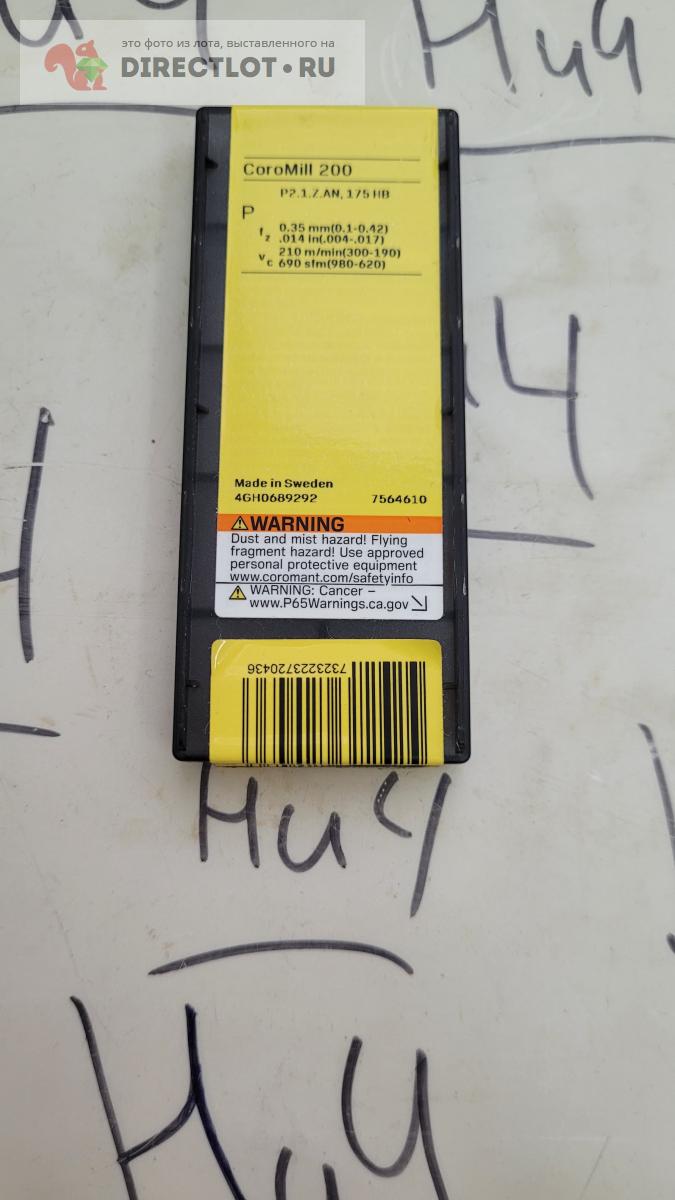 это фото из лота, выставленного на
DIRECTLOT•RU
Нич
CoroMill 200
P2.1.Z.AN, 175 HB
P
fz 0.35 mm(0.1-0.42)
.014 in(.004-.017)
vc 210 m/min(300-190)
690 sfm(980-620)
Made in Sweden
4GH0689292 7564610
WARNING
Dust and mist hazard! Flying
fragment hazard! Use approved
personal protective equipment
www.coromant.com/safetyinfo
WARNING: Cancer –
www.P65Warnings.ca.gov
7323223720436
Нич
Нич